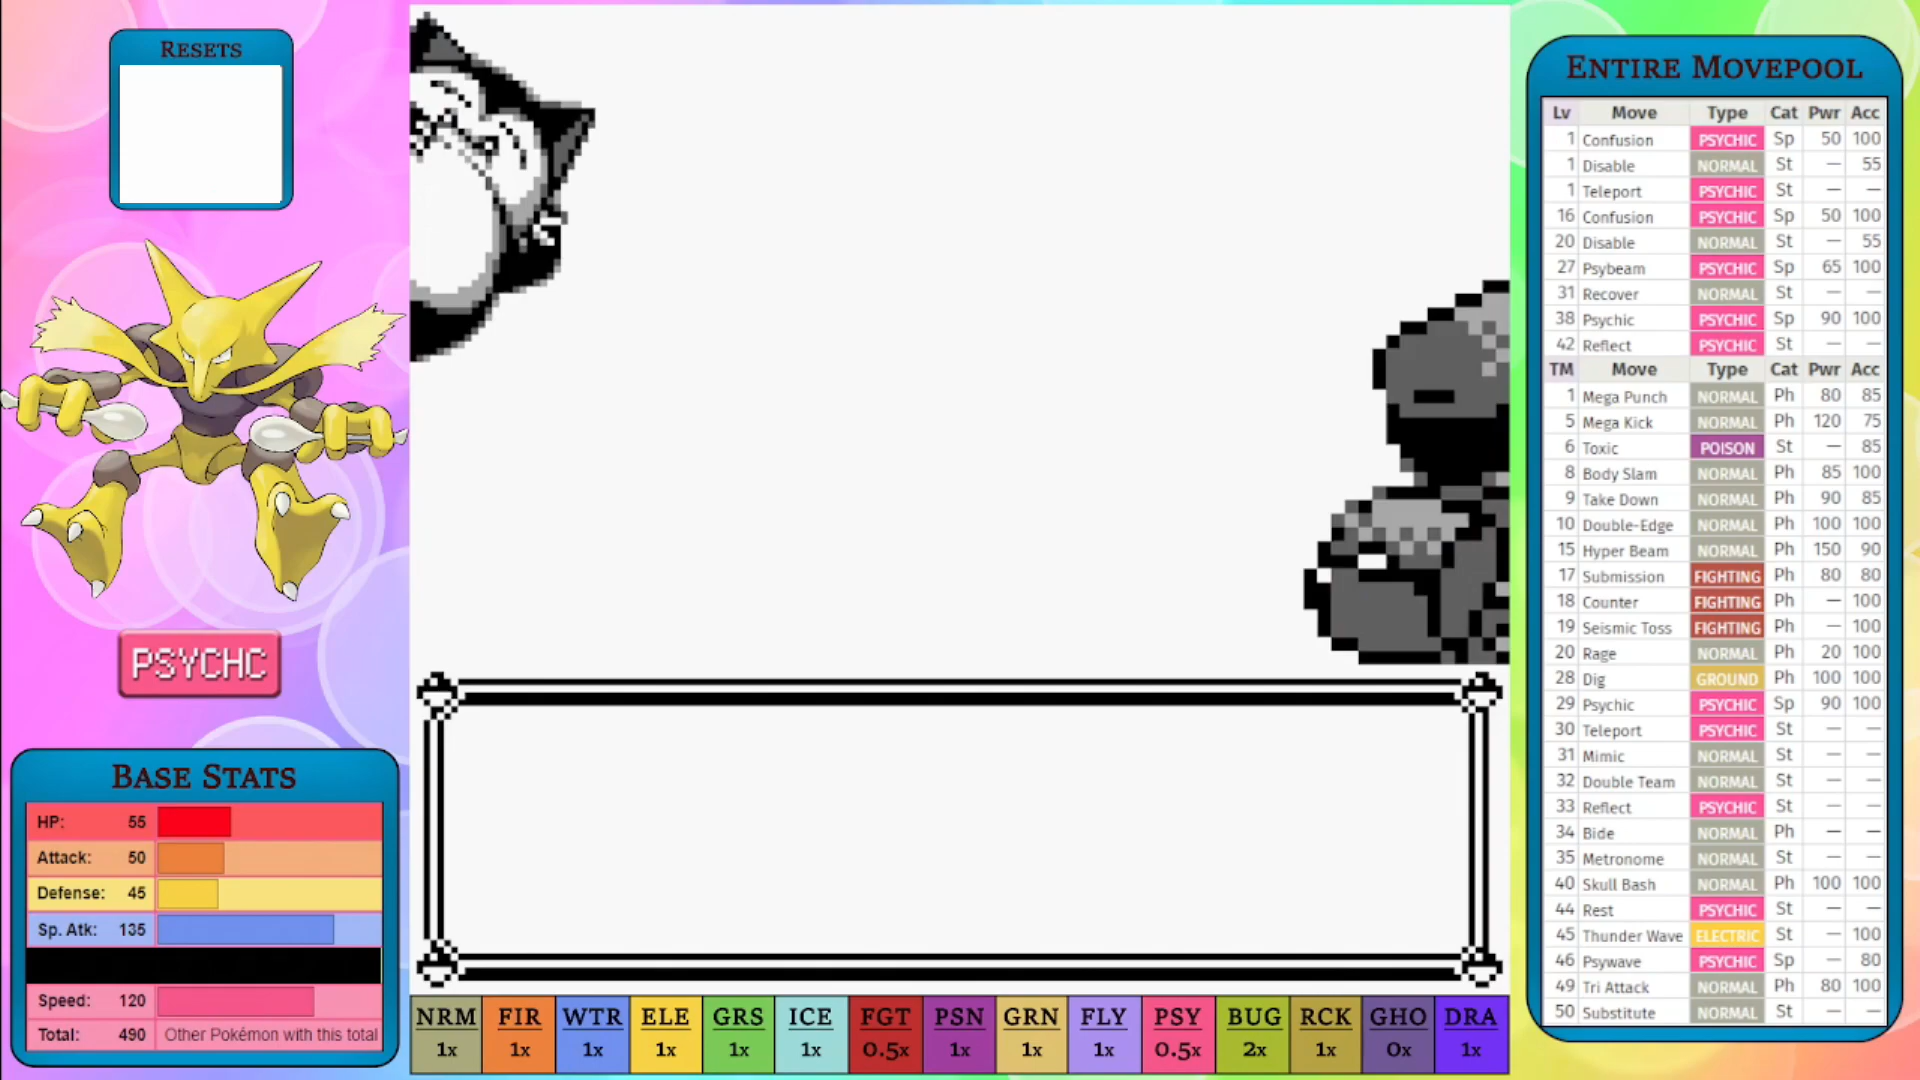 RESETS
PSYCHC
BASE STATS
HP: 55
Attack: 50
Defense: 45
Sp. Atk: 135
Speed: 120
Total: 490 Other Pokémon with this total
NRM FIR WTR ELE GRS ICE FGT PSN GRN FLY PSY BUG RCK GHO DRA
1x 1x 1x 1x 1x 1x 0.5x 1x 1x 1x 0.5x 2x 1x 0x 1x
ENTIRE MOVEPOOL
Lv Move Type Cat Pwr Acc
1 Confusion PSYCHIC Sp 50 100
1 Disable NORMAL St — 55
1 Teleport PSYCHIC St — —
16 Confusion PSYCHIC Sp 50 100
20 Disable NORMAL St — 55
27 Psybeam PSYCHIC Sp 65 100
31 Recover NORMAL St — —
38 Psychic PSYCHIC Sp 90 100
42 Reflect PSYCHIC St — —
TM Move Type Cat Pwr Acc
1 Mega Punch NORMAL Ph 80 85
5 Mega Kick NORMAL Ph 120 75
6 Toxic POISON St — 85
8 Body Slam NORMAL Ph 85 100
9 Take Down NORMAL Ph 90 85
10 Double-Edge NORMAL Ph 100 100
15 Hyper Beam NORMAL Ph 150 90
17 Submission FIGHTING Ph 80 80
18 Counter FIGHTING Ph — 100
19 Seismic Toss FIGHTING Ph — 100
20 Rage NORMAL Ph 20 100
28 Dig GROUND Ph 100 100
29 Psychic PSYCHIC Sp 90 100
30 Teleport PSYCHIC St — —
31 Mimic NORMAL St — —
32 Double Team NORMAL St — —
33 Reflect PSYCHIC St — —
34 Bide NORMAL Ph — —
35 Metronome NORMAL St — —
40 Skull Bash NORMAL Ph 100 100
44 Rest PSYCHIC St — —
45 Thunder Wave ELECTRIC St — 100
46 Psywave PSYCHIC Sp — 80
49 Tri Attack NORMAL Ph 80 100
50 Substitute NORMAL St — —